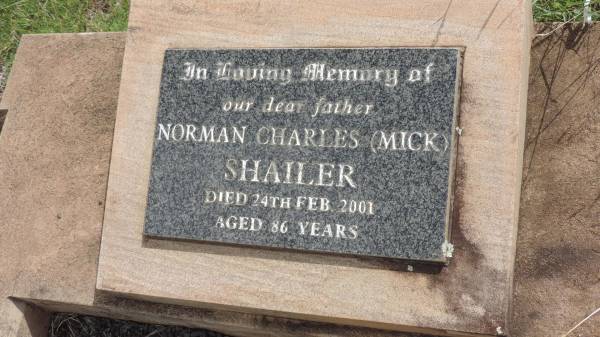 In Loving Memory of
our dear father
NORMAN CHARLES (MICK)
SHAILER
DIED 24TH FEB 2001
AGED 86 YEARS